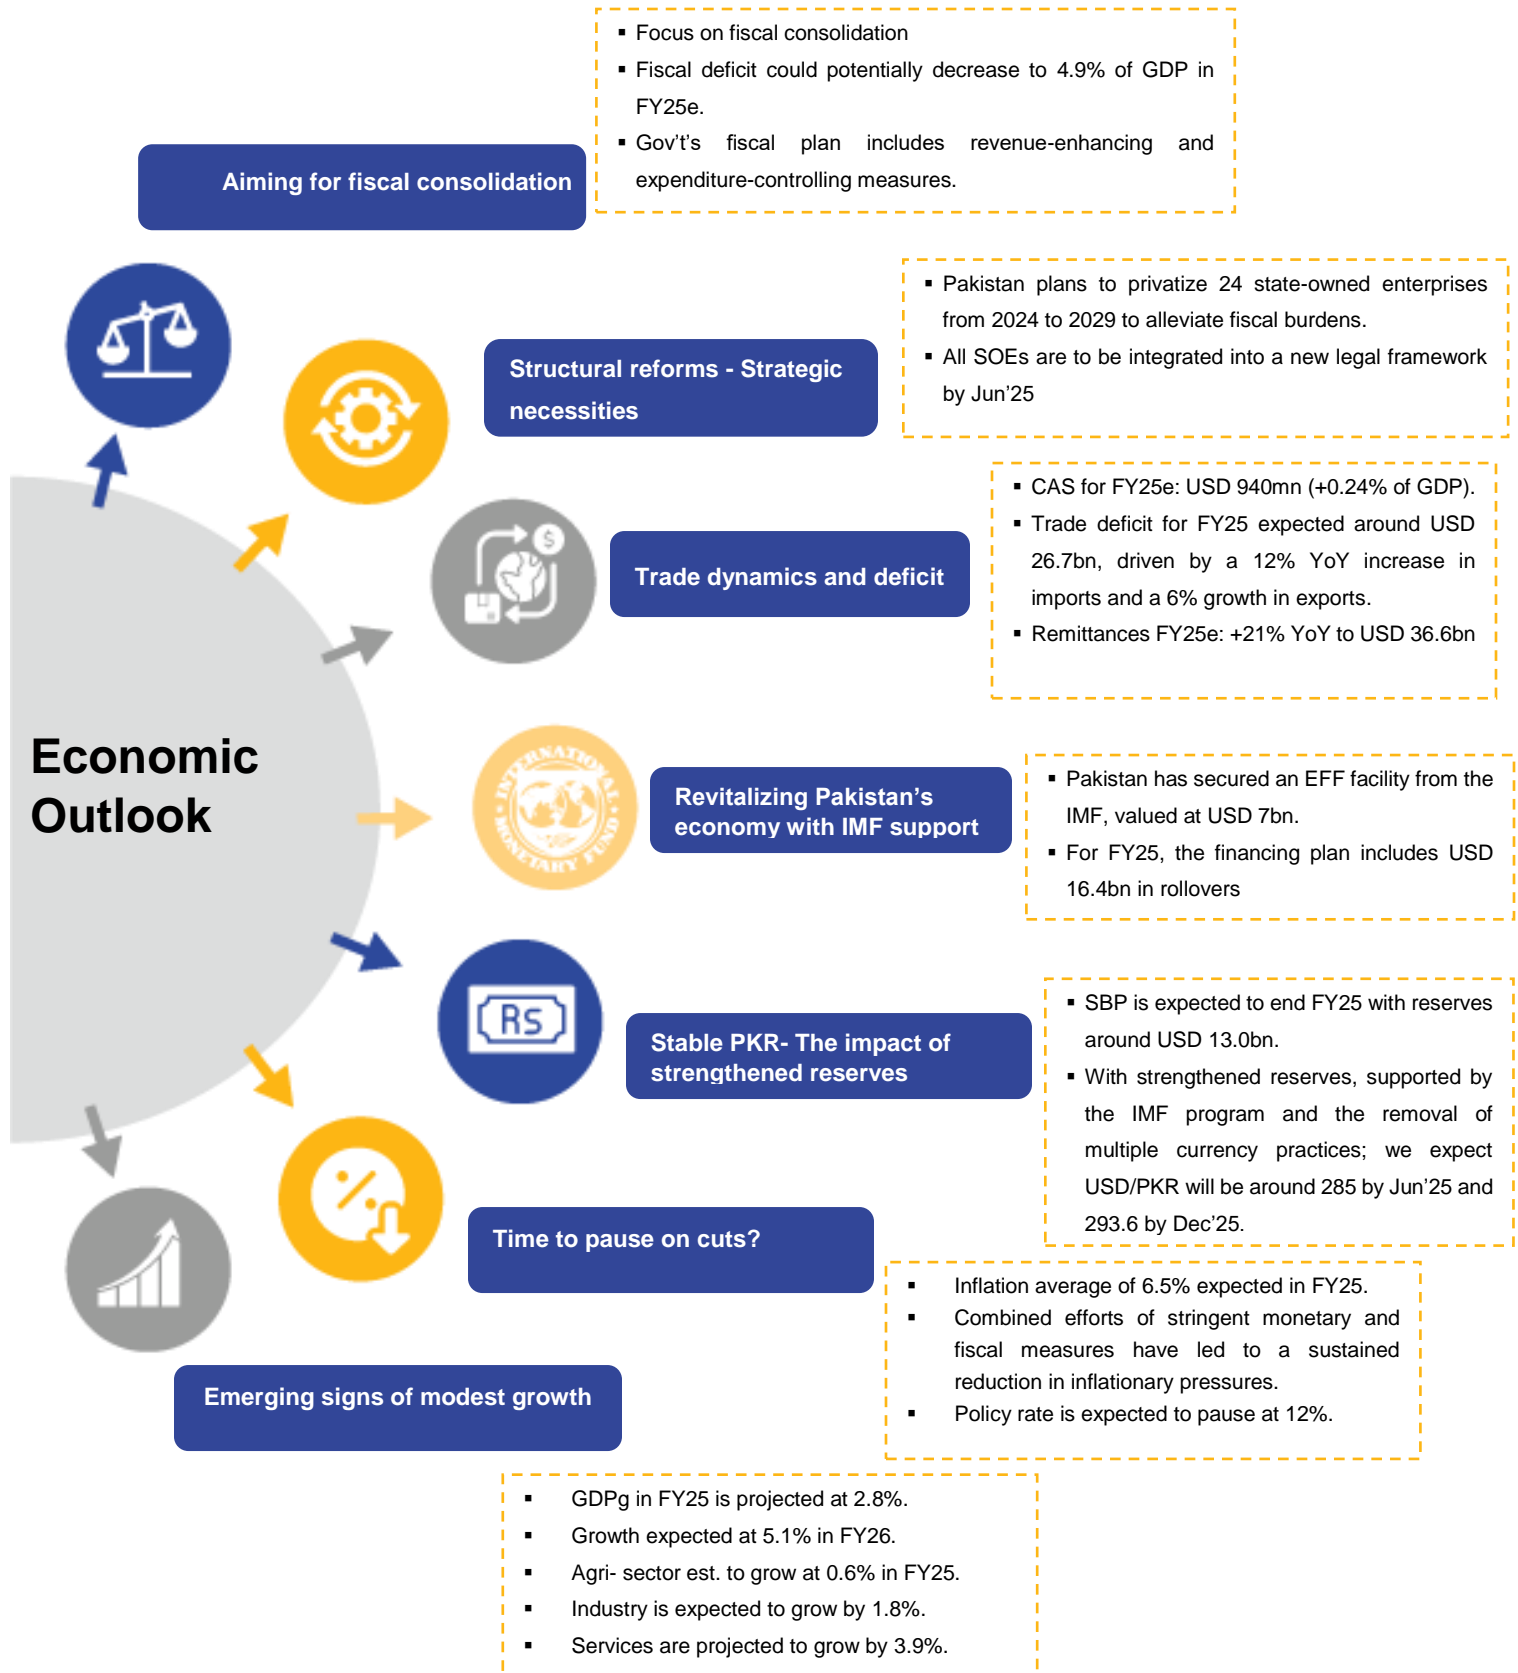 ▪ Focus on fiscal consolidation
▪ Fiscal deficit could potentially decrease to 4.9% of GDP in
FY25e.
▪ Gov’t’s fiscal plan includes revenue-enhancing and
expenditure-controlling measures.
Aiming for fiscal consolidation
▪ Pakistan plans to privatize 24 state-owned enterprises
from 2024 to 2029 to alleviate fiscal burdens.
▪ All SOEs are to be integrated into a new legal framework
by Jun’25
Structural reforms - Strategic
necessities
▪ CAS for FY25e: USD 940mn (+0.24% of GDP).
▪ Trade deficit for FY25 expected around USD
26.7bn, driven by a 12% YoY increase in
imports and a 6% growth in exports.
▪ Remittances FY25e: +21% YoY to USD 36.6bn
$
Trade dynamics and deficit
Economic
Outlook
INTERNATIONAL
MONETARY FUND
Revitalizing Pakistan’s
economy with IMF support
▪ Pakistan has secured an EFF facility from the
IMF, valued at USD 7bn.
▪ For FY25, the financing plan includes USD
16.4bn in rollovers
RS
Stable PKR- The impact of
strengthened reserves
▪ SBP is expected to end FY25 with reserves
around USD 13.0bn.
▪ With strengthened reserves, supported by
the IMF program and the removal of
multiple currency practices; we expect
USD/PKR will be around 285 by Jun’25 and
293.6 by Dec’25.
%
Time to pause on cuts?
▪ Inflation average of 6.5% expected in FY25.
▪ Combined efforts of stringent monetary and
fiscal measures have led to a sustained
reduction in inflationary pressures.
▪ Policy rate is expected to pause at 12%.
Emerging signs of modest growth
▪ GDPg in FY25 is projected at 2.8%.
▪ Growth expected at 5.1% in FY26.
▪ Agri- sector est. to grow at 0.6% in FY25.
▪ Industry is expected to grow by 1.8%.
▪ Services are projected to grow by 3.9%.